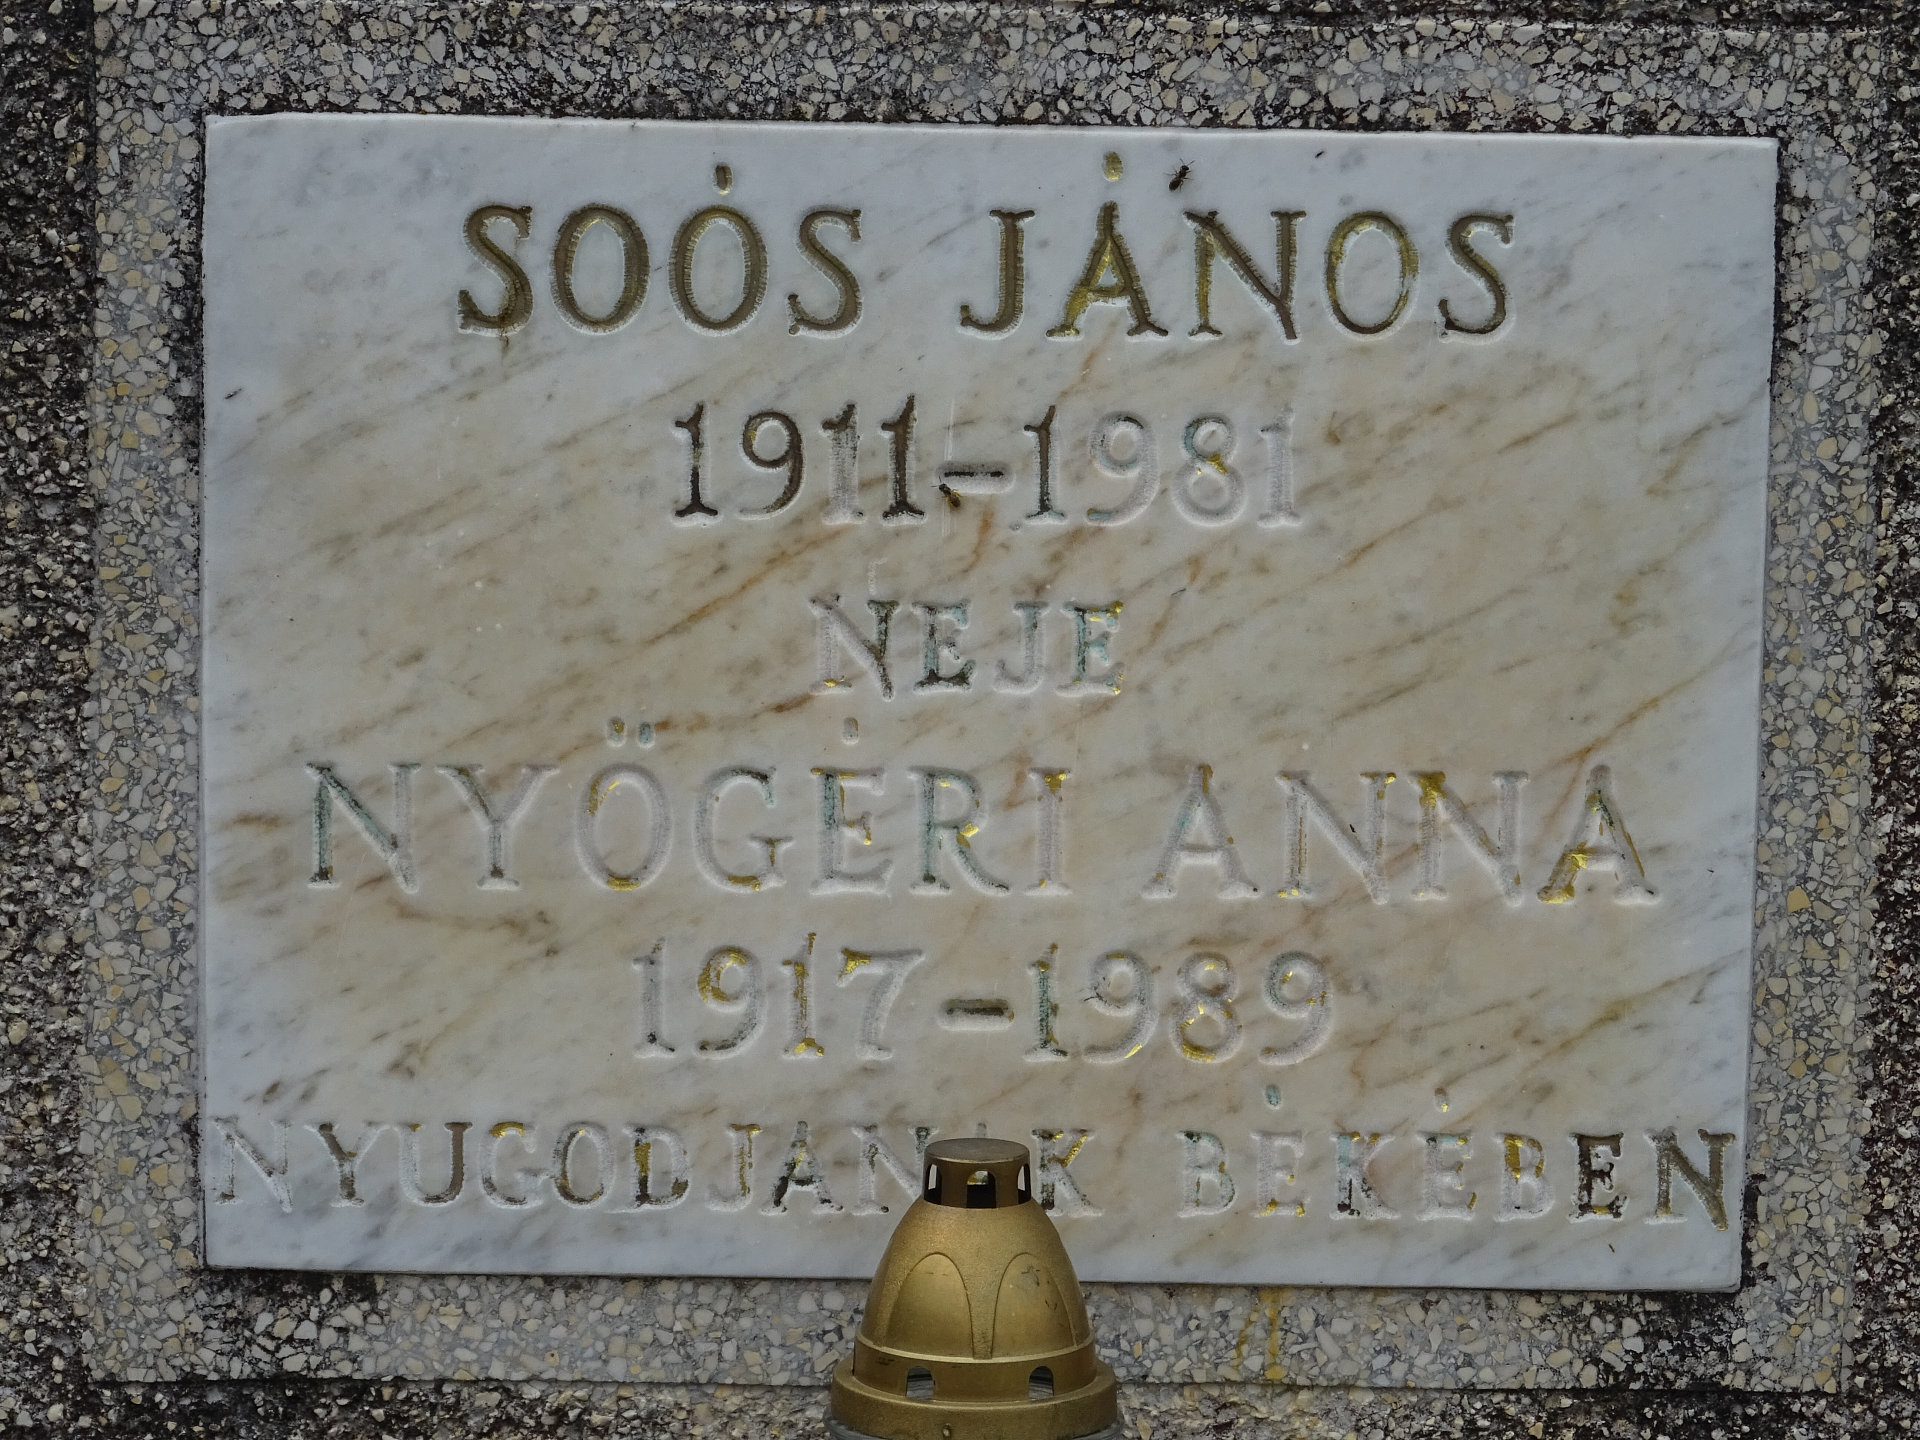 SOÓS JÁNOS
1911-1981
NEJE
NYÖGÉRI ANNA
1917-1989
NYUGODJANAK BÉKÉBEN